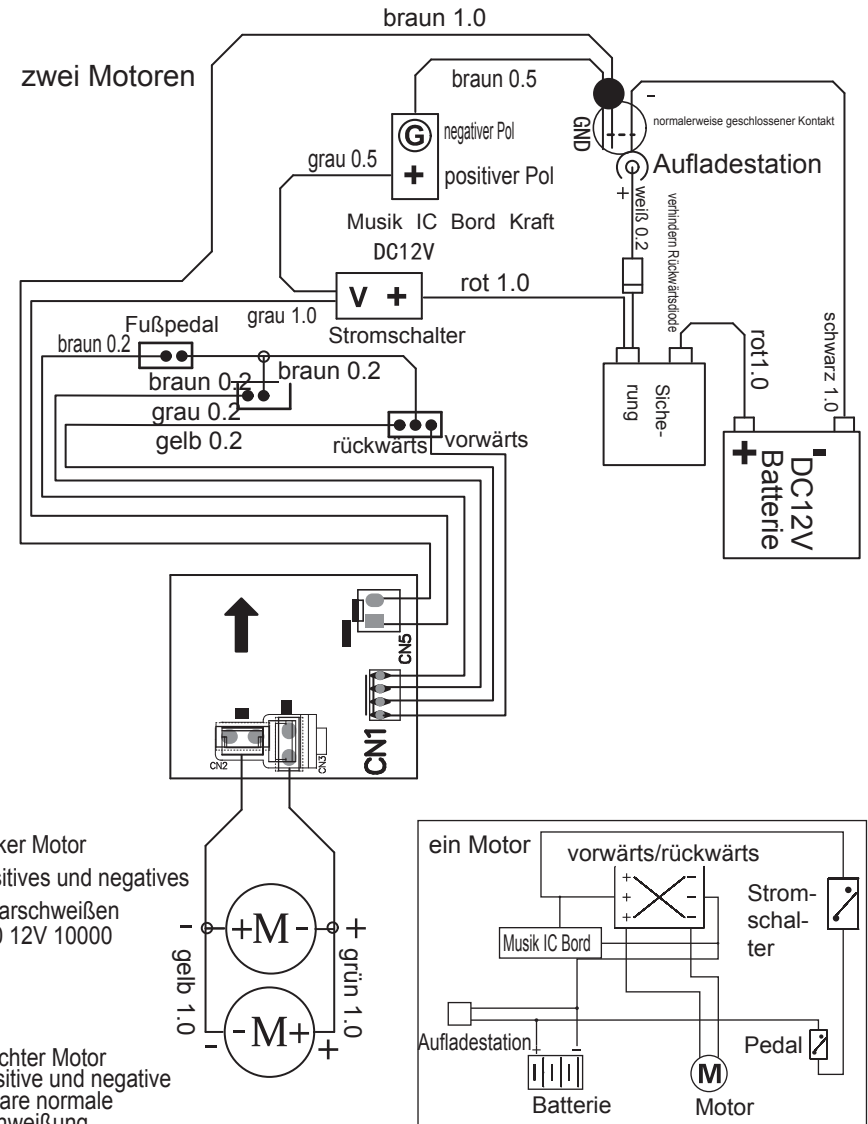 braun 1.0
zwei Motoren
braun 0.5
-
normalerweise geschlossener Kontakt
GND
G negativer Pol
+ positiver Pol
grau 0.5
Aufladestation
+
weiß 0.2
verhindern Rückwärtsdiode
Musik IC Bord Kraft
DC12V
V +
rot 1.0
grau 1.0
Stromschalter
Fußpedal
braun 0.2
braun 0.2
braun 0.2
grau 0.2
gelb 0.2
rückwärts
vorwärts
Siche-
rung
rot1.0
schwarz 1.0
+ -
DC12V
Batterie
CN5
CN1
CN2
CN3
ker Motor
sitives und negatives
arschweißen
0 12V 10000
- +M- +
gelb 1.0
grün 1.0
- -M+ +
chter Motor
sitive und negative
are normale
hweißung
ein Motor
vorwärts/rückwärts
+ -
+ -
+ -
Strom-
schal-
ter
Musik IC Bord
Aufladestation
+ -
Pedal
M
Batterie
Motor